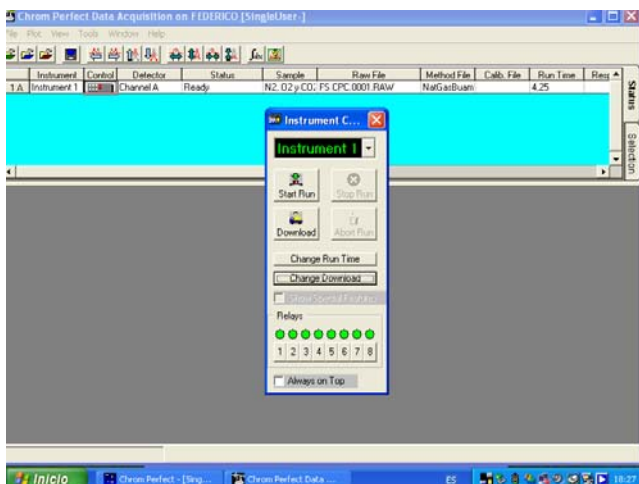 Chrom Perfect Data Acquisition on FEDERICO [SingleUser-]
File Plot View Tools Window Help
Instrument Control Detector Status Sample Raw File Method File Calib. File Run Time
1 A Instrument 1 Channel A Ready N2, O2 y CO2 FS CPC.0001.RAW NatGasBuam 4,25
Status
Selection
Instrument C...
Instrument 1
Start Run Stop Run
Download Abort Run
Change Run Time
Change Download
Relays
1 2 3 4 5 6 7 8
Always on Top
Inicio Chrom Perfect - [Sing... Chrom Perfect Data ... ES 18:27